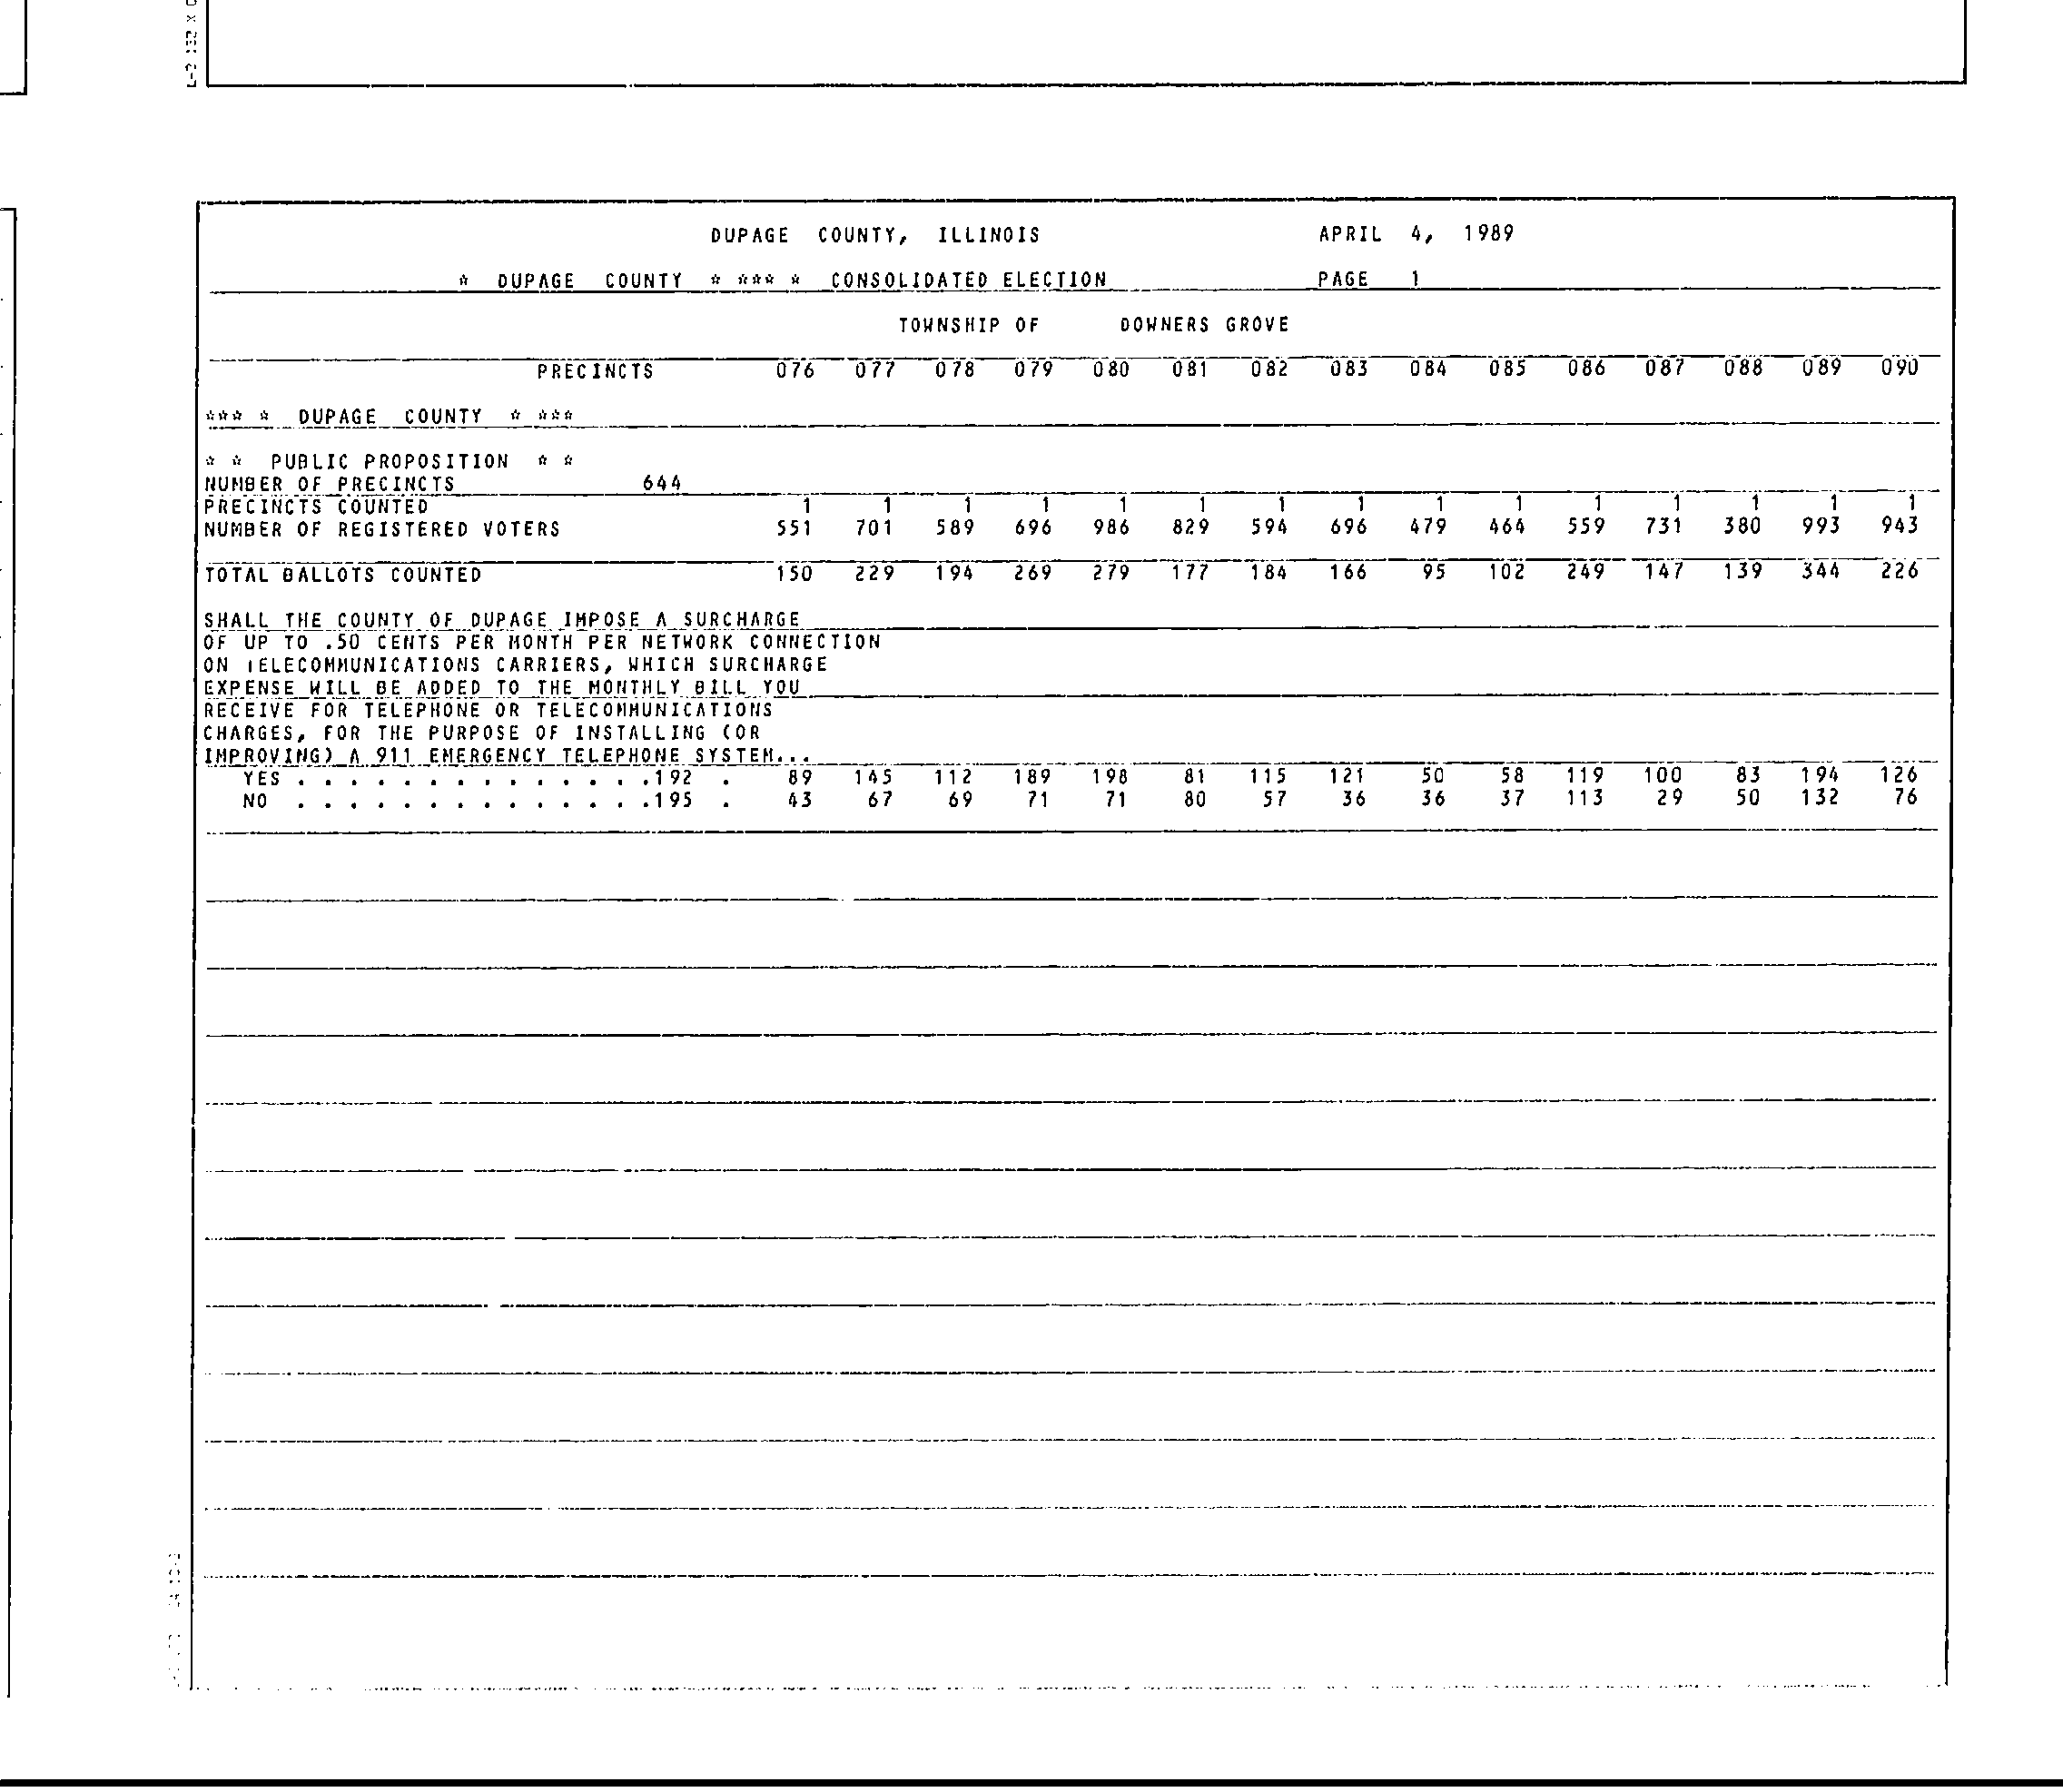 DUPAGE COUNTY, ILLINOIS APRIL 4, 1989
* DUPAGE COUNTY * *** * CONSOLIDATED ELECTION PAGE 1
TOWNSHIP OF DOWNERS GROVE
PRECINCTS 076 077 078 079 080 081 082 083 084 085 086 087 088 089 090
*** * DUPAGE COUNTY * ***
* * PUBLIC PROPOSITION * *
NUMBER OF PRECINCTS 644
PRECINCTS COUNTED 1 1 1 1 1 1 1 1 1 1 1 1 1 1 1
NUMBER OF REGISTERED VOTERS 551 701 589 696 986 829 594 696 479 464 559 731 380 993 943
TOTAL BALLOTS COUNTED 150 229 194 269 279 177 184 166 95 102 249 147 139 344 226
SHALL THE COUNTY OF DUPAGE IMPOSE A SURCHARGE
OF UP TO .50 CENTS PER MONTH PER NETWORK CONNECTION
ON TELECOMMUNICATIONS CARRIERS, WHICH SURCHARGE
EXPENSE WILL BE ADDED TO THE MONTHLY BILL YOU
RECEIVE FOR TELEPHONE OR TELECOMMUNICATIONS
CHARGES, FOR THE PURPOSE OF INSTALLING (OR
IMPROVING) A 911 EMERGENCY TELEPHONE SYSTEM...
YES . . . . . . . . . . . . . .192 . 89 145 112 189 198 81 115 121 50 58 119 100 83 194 126
NO . . . . . . . . . . . . . .195 . 43 67 69 71 71 80 57 36 36 37 113 29 50 132 76